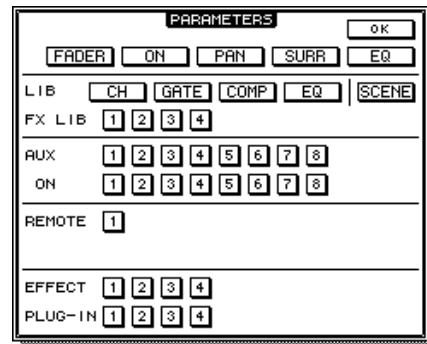 PARAMETERS
OK
FADER ON PAN SURR EQ
LIB CH GATE COMP EQ SCENE
FX LIB 1 2 3 4
AUX 1 2 3 4 5 6 7 8
ON 1 2 3 4 5 6 7 8
REMOTE 1
EFFECT 1 2 3 4
PLUG-IN 1 2 3 4